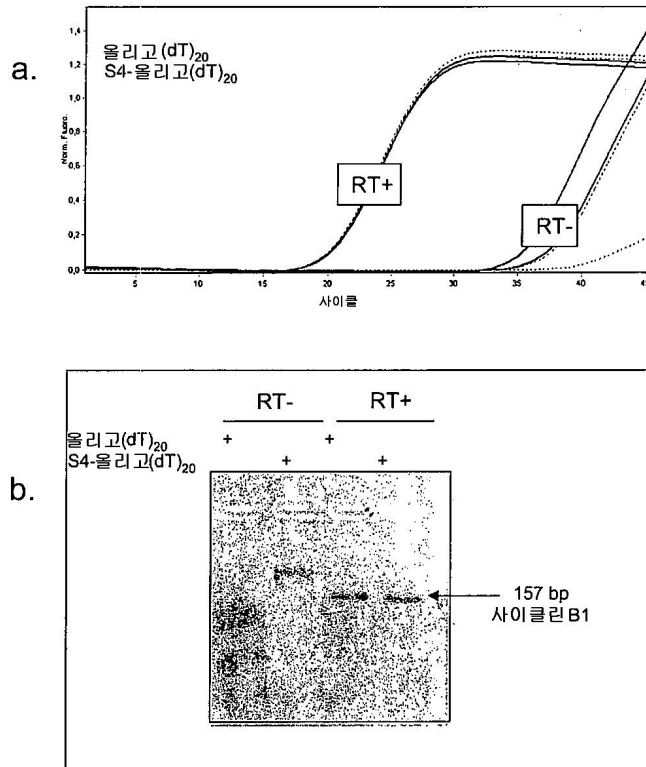 a.
올리고(dT)20
S4-올리고(dT)20
Norm. Fluoro.
1,4
1,2
1,0
0,8
0,6
0,4
0,2
0,0
RT+
RT-
5 10 15 20 25 30 35 40 45
사이클
b.
RT- RT+
올리고(dT)20 + +
S4-올리고(dT)20 + +
157 bp
사이클린 B1